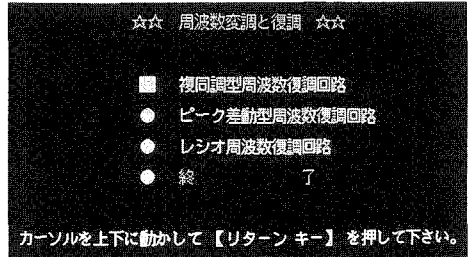 ☆☆ 周波数変調と復調 ☆☆
■ 複同調型周波数復調回路
● ピーク差動型周波数復調回路
● レシオ周波数復調回路
● 終 了
カーソルを上下に動かして 【リターン キー】 を押して下さい。